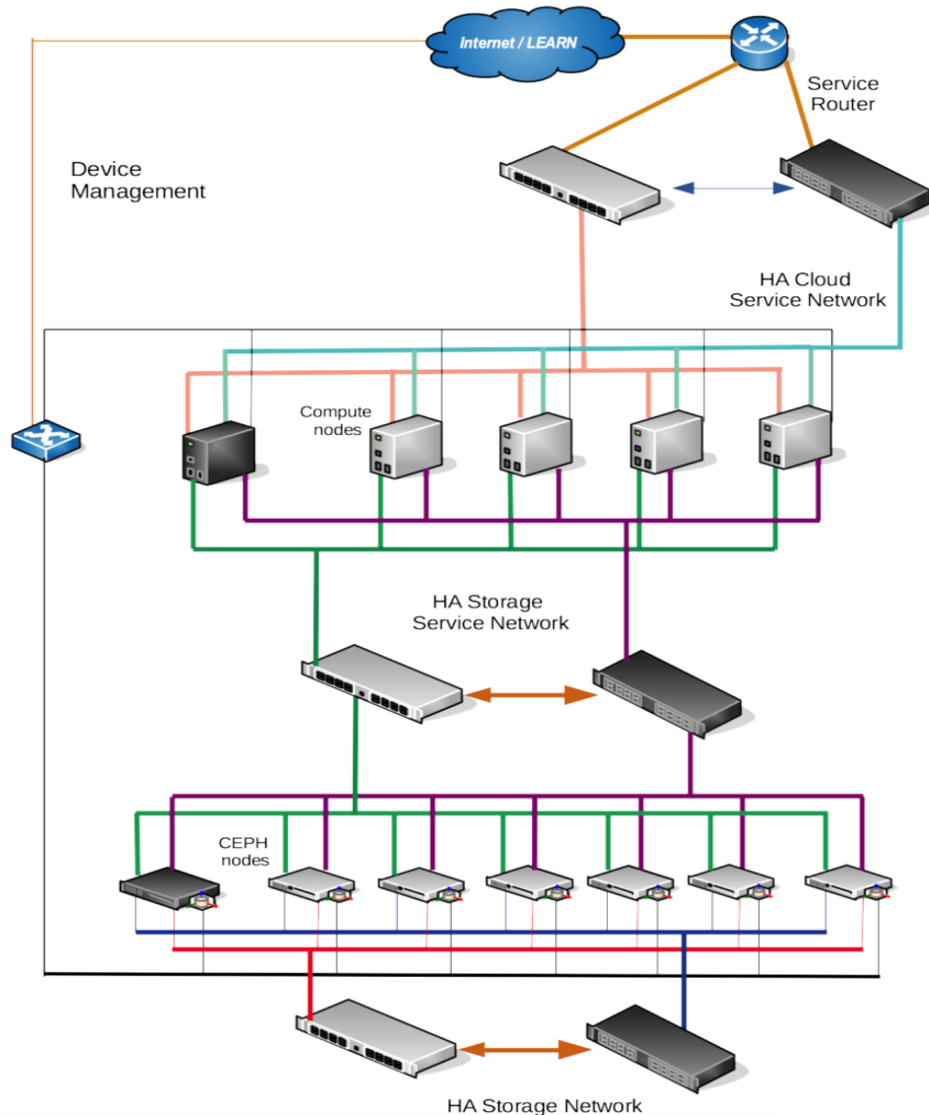 Internet / LEARN
Service
Router
Device
Management
HA Cloud
Service Network
Compute
nodes
HA Storage
Service Network
CEPH
nodes
HA Storage Network